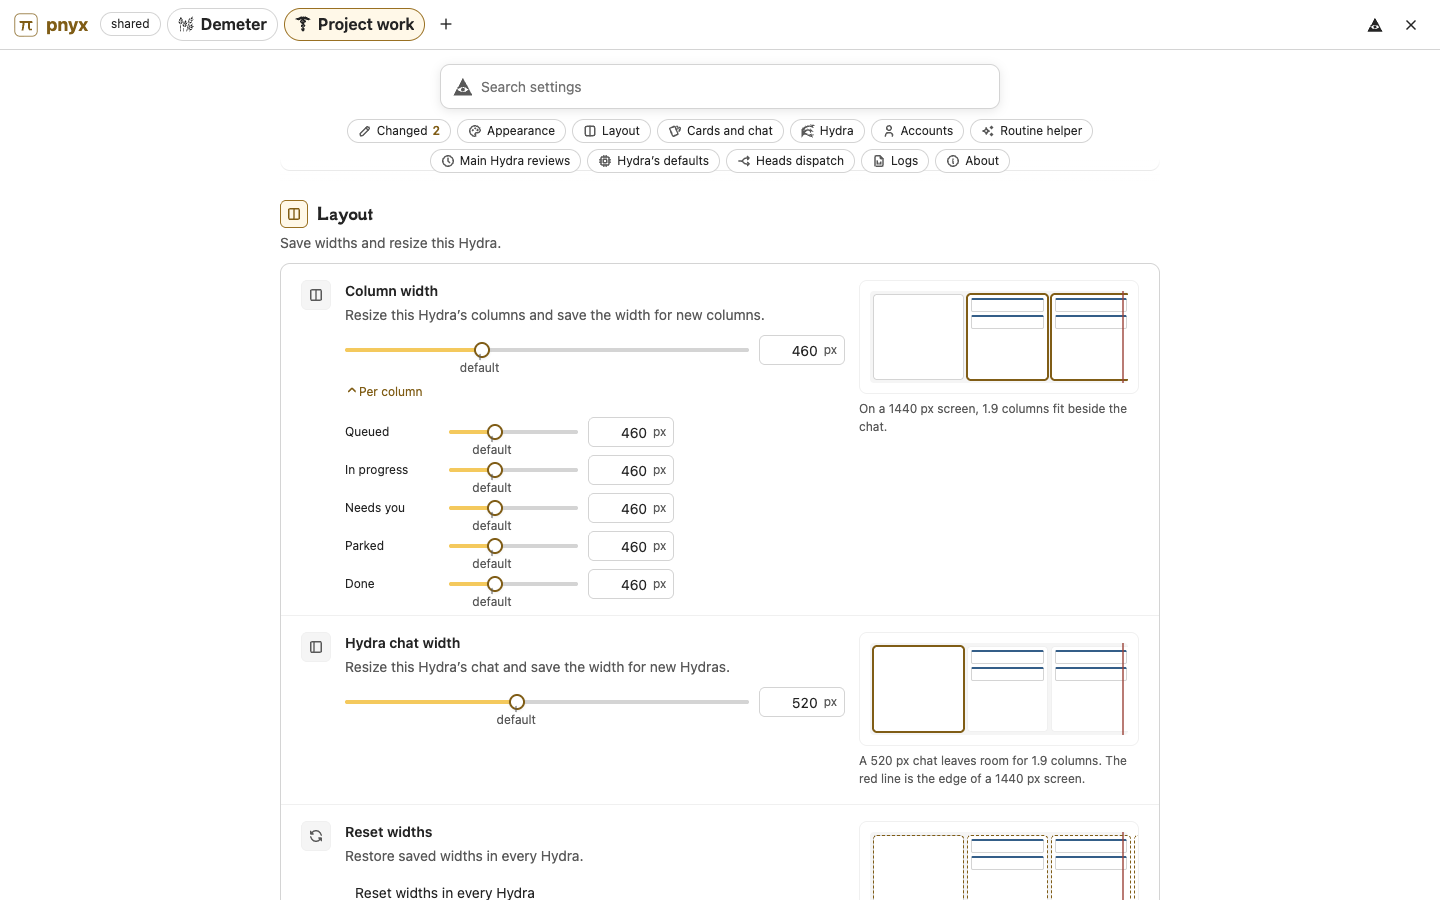 π pnyx shared Demeter Project work +
Search settings
Changed 2 Appearance Layout Cards and chat Hydra Accounts Routine helper
Main Hydra reviews Hydra’s defaults Heads dispatch Logs About
Layout
Save widths and resize this Hydra.
Column width
Resize this Hydra’s columns and save the width for new columns.
460 px
default
Per column
Queued 460 px
default
In progress 460 px
default
Needs you 460 px
default
Parked 460 px
default
Done 460 px
default
On a 1440 px screen, 1.9 columns fit beside the
chat.
Hydra chat width
Resize this Hydra’s chat and save the width for new Hydras.
520 px
default
A 520 px chat leaves room for 1.9 columns. The
red line is the edge of a 1440 px screen.
Reset widths
Restore saved widths in every Hydra.
Reset widths in every Hydra